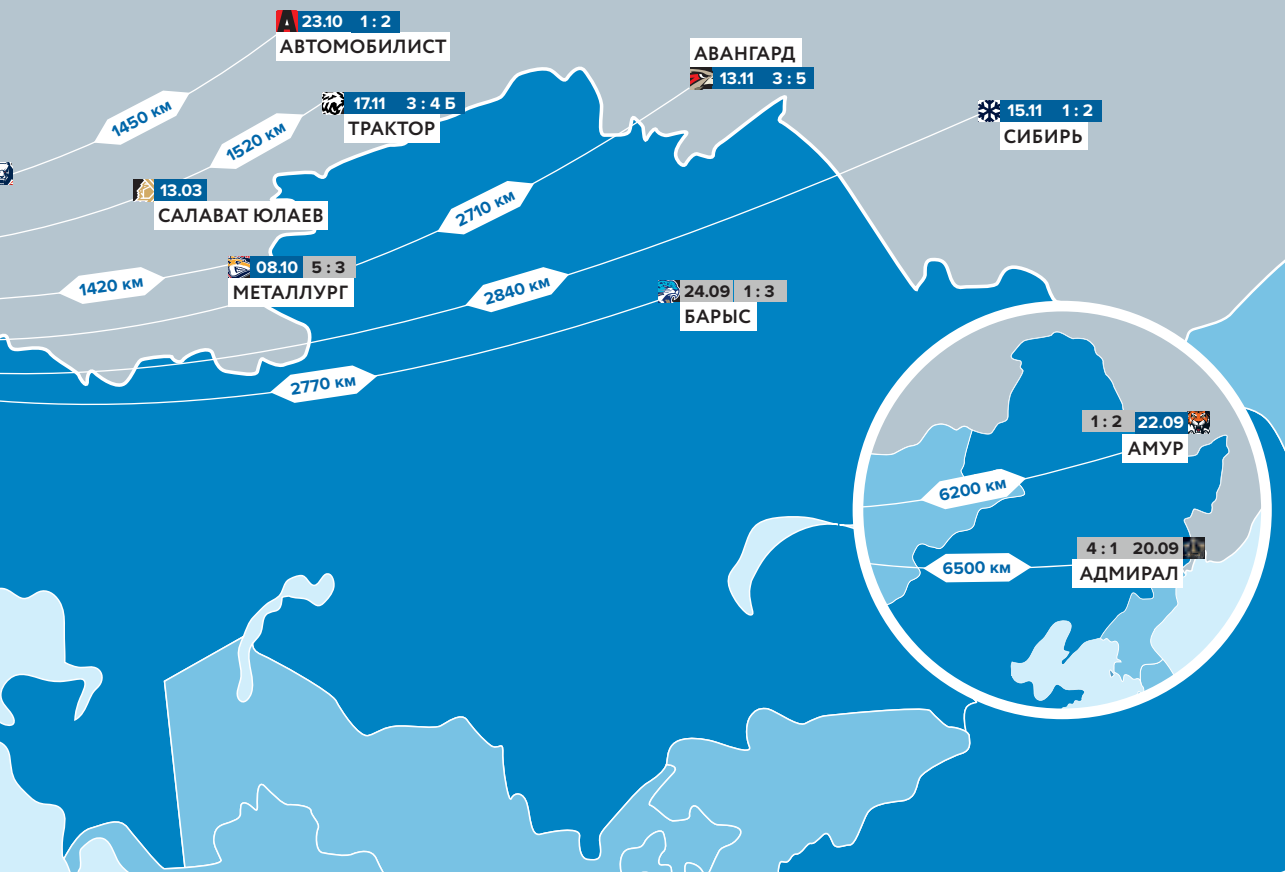 23.10 1 : 2
АВТОМОБИЛИСТ
АВАНГАРД
13.11 3 : 5
1450 км
17.11 3 : 4 Б
ТРАКТОР
15.11 1 : 2
СИБИРЬ
1520 км
13.03
САЛАВАТ ЮЛАЕВ
2710 км
08.10 5 : 3
МЕТАЛЛУРГ
1420 км
2840 км
24.09 1 : 3
БАРЫС
2770 км
1 : 2 22.09
АМУР
6200 км
4 : 1 20.09
АДМИРАЛ
6500 км